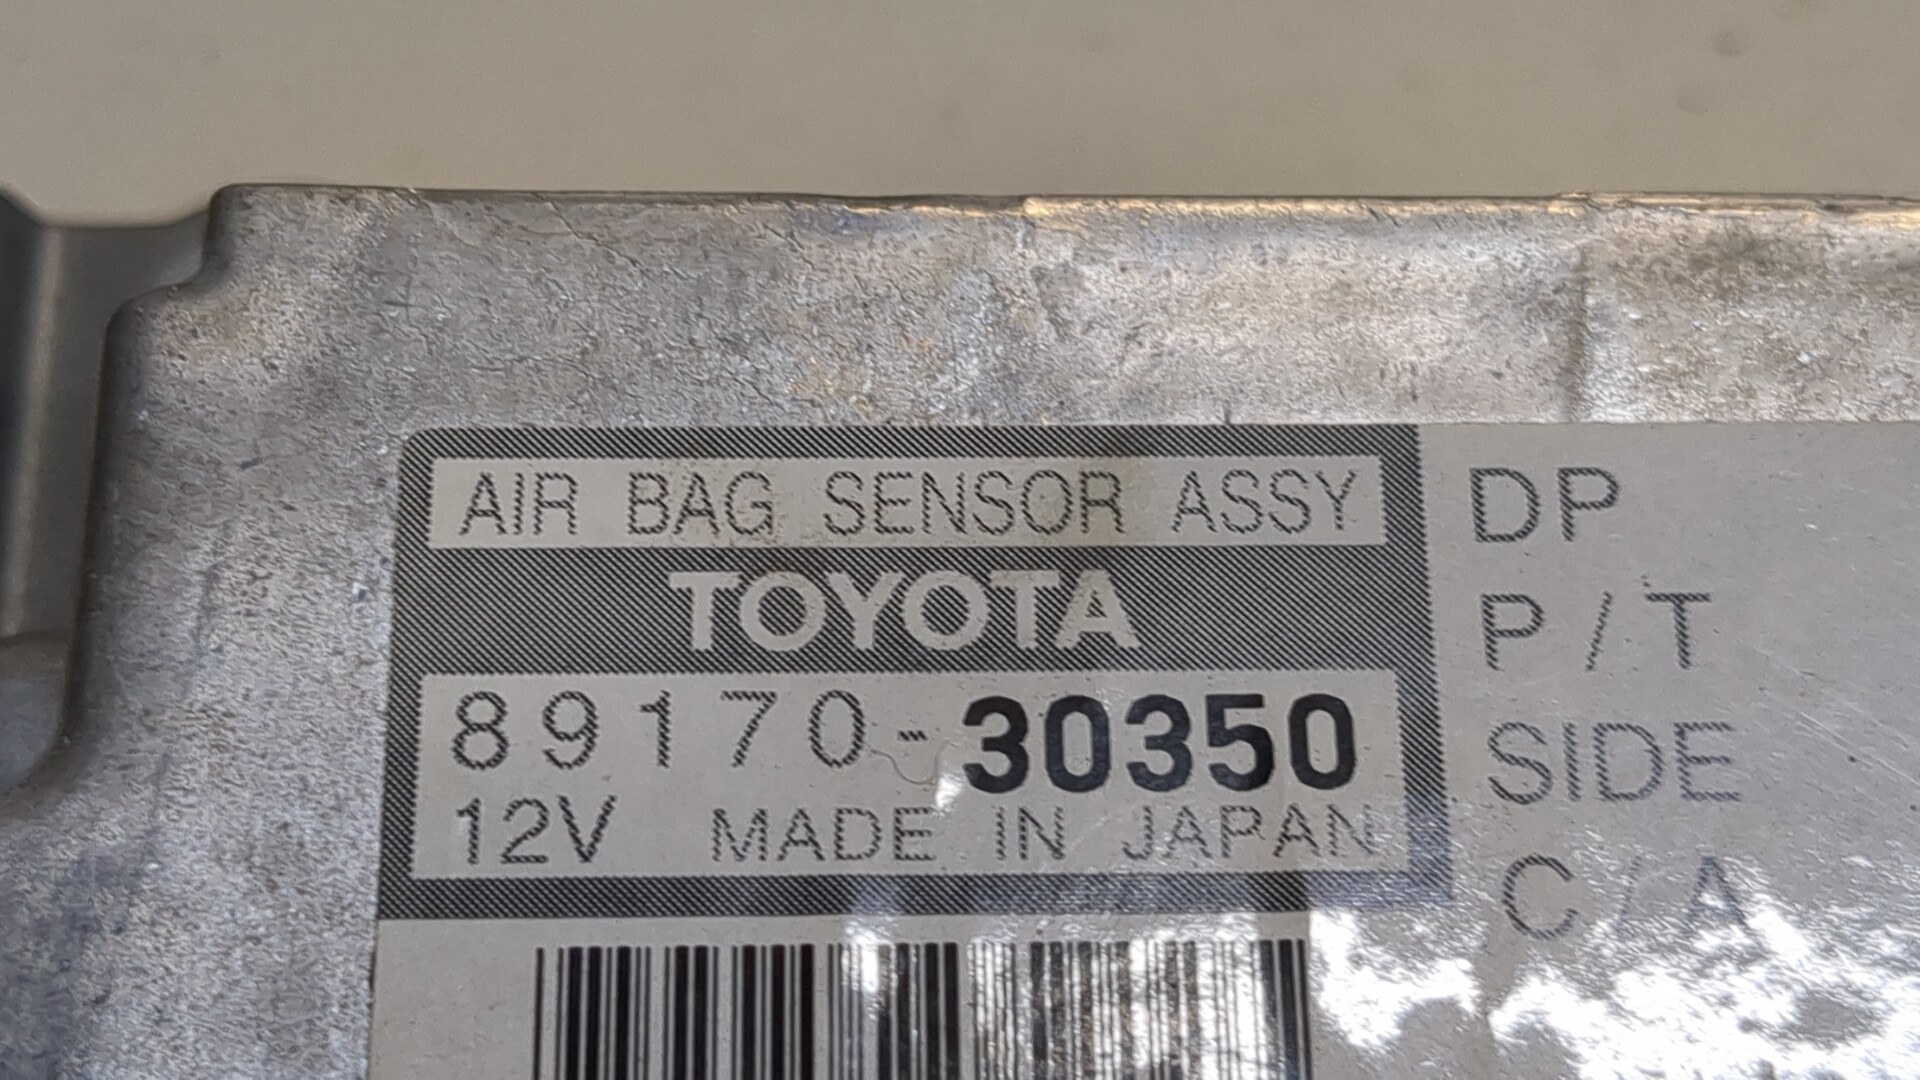 AIR BAG SENSOR ASSY
TOYOTA
89170-30350
12V MADE IN JAPAN
DP
P/T
SIDE
C/A